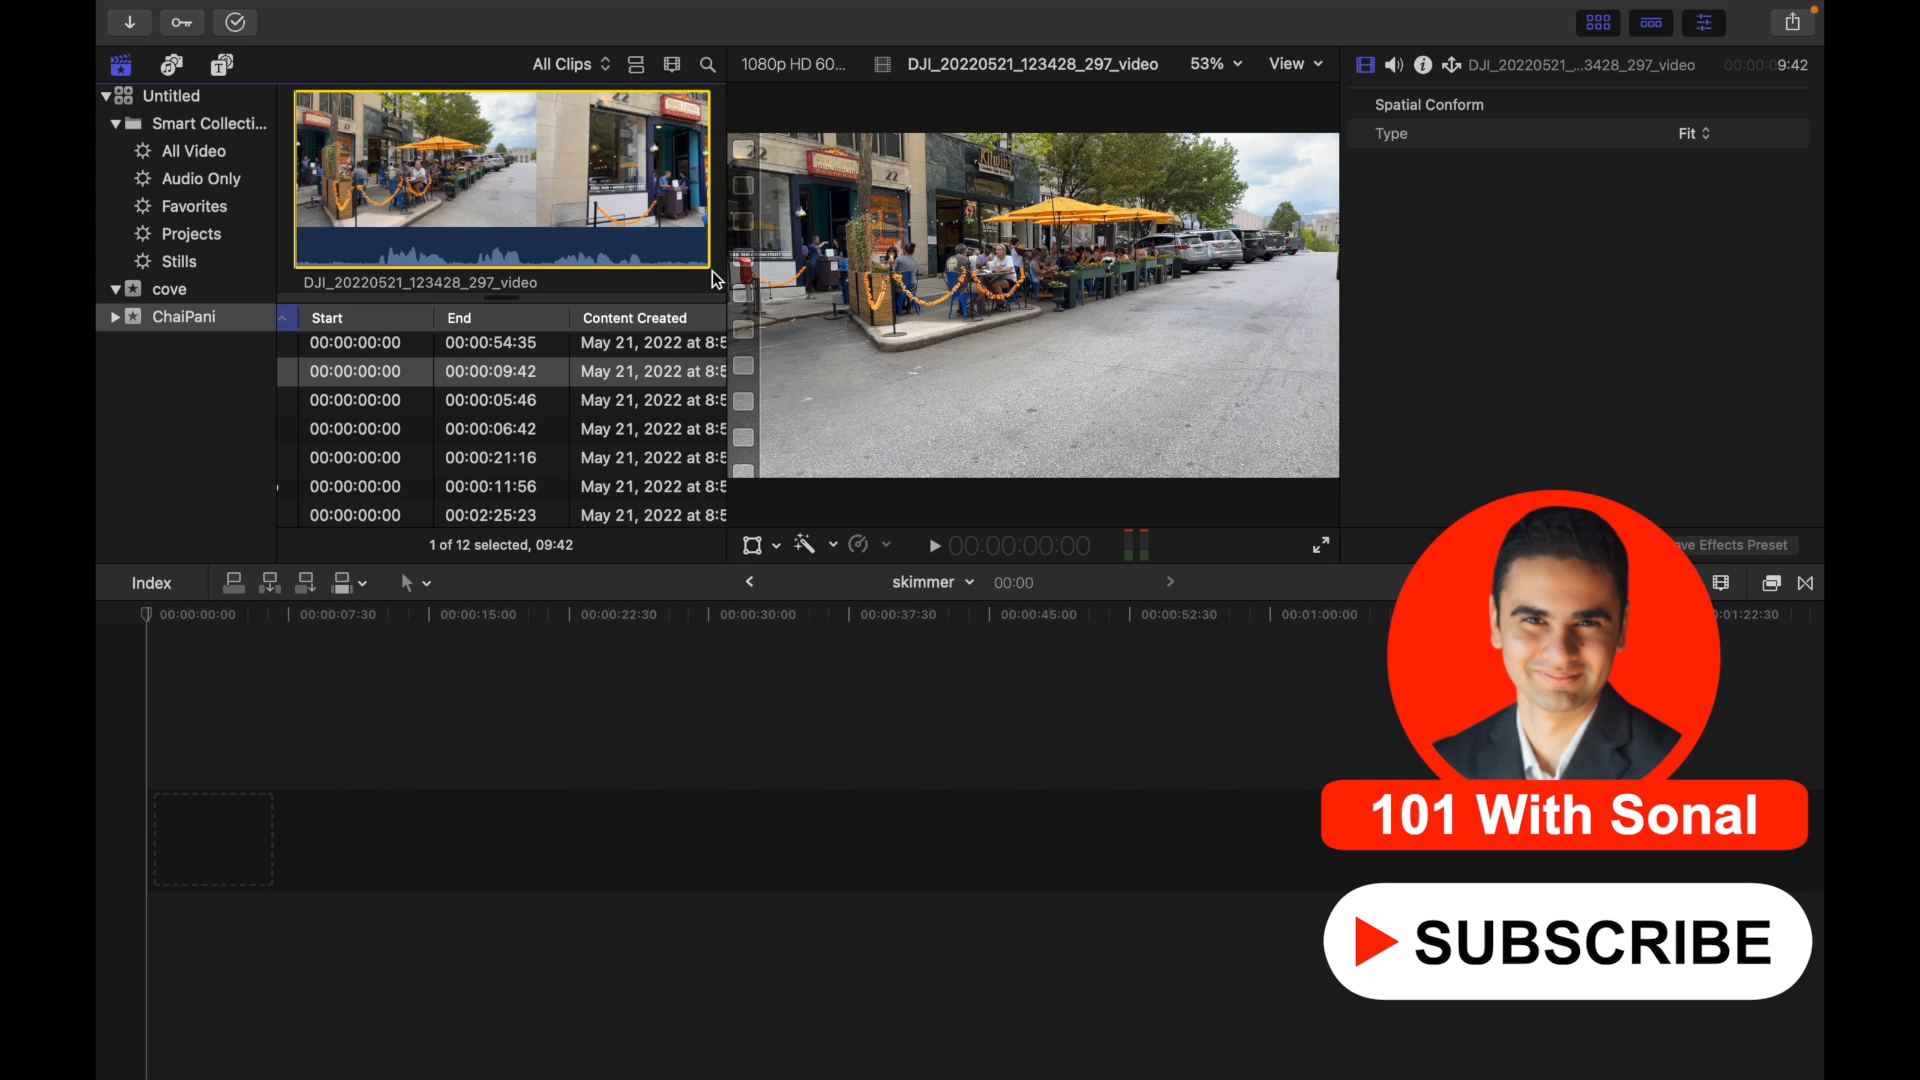 All Clips
1080p HD 60...
DJI_20220521_123428_297_video
53%
View
DJI_20220521_...3428_297_video
00:00:09:42
Untitled
Smart Collecti...
All Video
Audio Only
Favorites
Projects
Stills
cove
ChaiPani
DJI_20220521_123428_297_video
Start End Content Created
00:00:00:00 00:00:54:35 May 21, 2022 at 8:5
00:00:00:00 00:00:09:42 May 21, 2022 at 8:5
00:00:00:00 00:00:05:46 May 21, 2022 at 8:5
00:00:00:00 00:00:06:42 May 21, 2022 at 8:5
00:00:00:00 00:00:21:16 May 21, 2022 at 8:5
00:00:00:00 00:00:11:56 May 21, 2022 at 8:5
00:00:00:00 00:02:25:23 May 21, 2022 at 8:5
1 of 12 selected, 09:42
22
22
Kilwins
00:00:00:00
Spatial Conform
Type Fit
ave Effects Preset
Index
skimmer
00:00
00:00:00:00 00:00:07:30 00:00:15:00 00:00:22:30 00:00:30:00 00:00:37:30 00:00:45:00 00:00:52:30 00:01:00:00 0:01:22:30
101 With Sonal
SUBSCRIBE